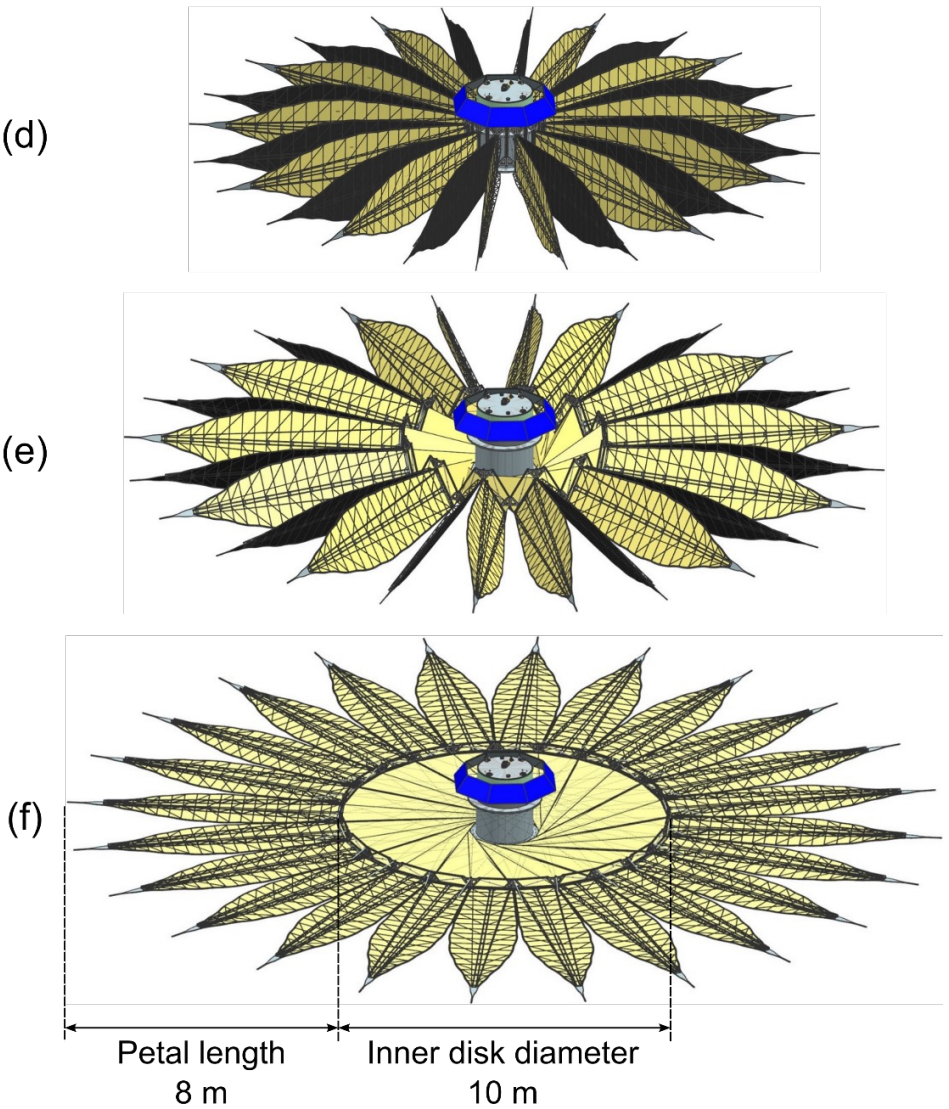 (d)
(e)
(f)
Petal length
8 m
Inner disk diameter
10 m